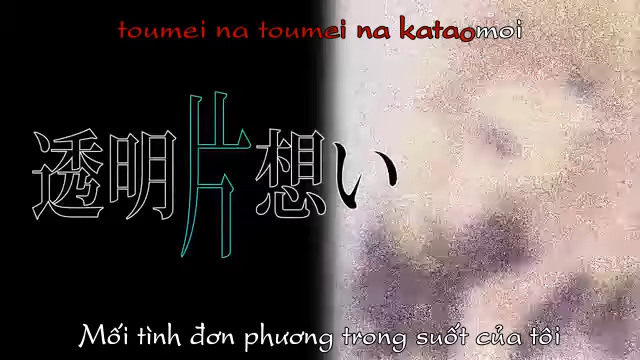 toumei na toumei na kataomoi
透明片想い
Mối tình đơn phương trong suốt của tôi